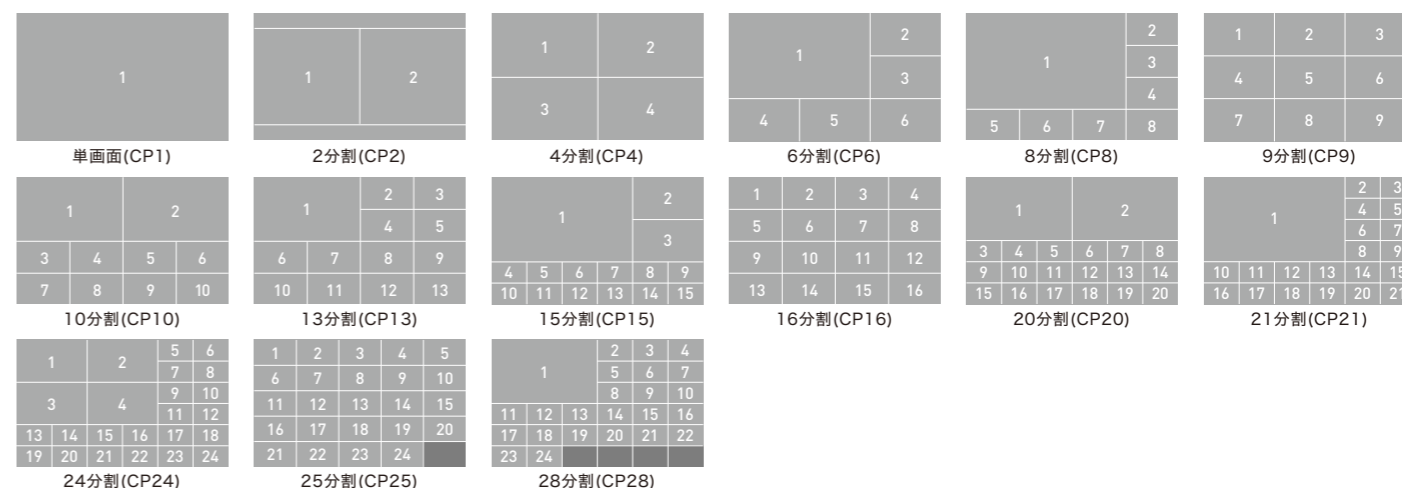 1
単画面(CP1)
1 2
2分割(CP2)
1 2
3 4
4分割(CP4)
1 2
3
4 5 6
6分割(CP6)
1 2
3
4
5 6 7 8
8分割(CP8)
1 2 3
4 5 6
7 8 9
9分割(CP9)
1 2
3 4 5 6
7 8 9 10
10分割(CP10)
1 2 3
4 5
6 7 8 9
10 11 12 13
13分割(CP13)
1 2
3
4 5 6 7 8 9
10 11 12 13 14 15
15分割(CP15)
1 2 3 4
5 6 7 8
9 10 11 12
13 14 15 16
16分割(CP16)
1 2
3 4 5 6 7 8
9 10 11 12 13 14
15 16 17 18 19 20
20分割(CP20)
1 2 3
4 5
6 7
8 9
10 11 12 13 14 15
16 17 18 19 20 21
21分割(CP21)
1 2 5 6
7 8
3 4 9 10
11 12
13 14 15 16 17 18
19 20 21 22 23 24
24分割(CP24)
1 2 3 4 5
6 7 8 9 10
11 12 13 14 15
16 17 18 19 20
21 22 23 24
25分割(CP25)
1 2 3 4
5 6 7
8 9 10
11 12 13 14 15 16
17 18 19 20 21 22
23 24
28分割(CP28)